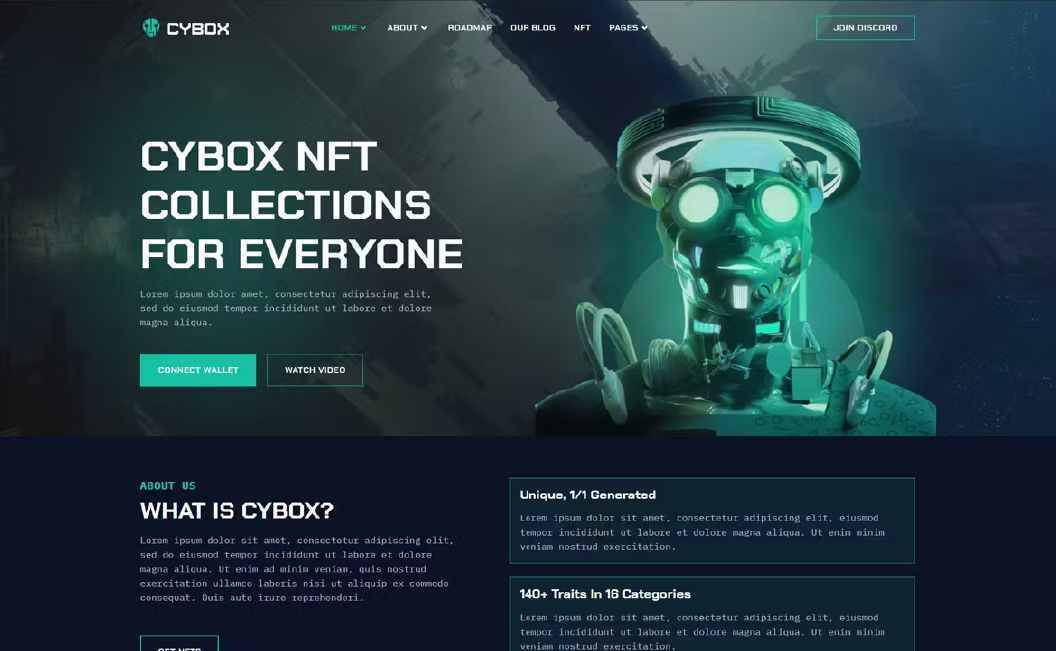 CYBOX
HOME
ABOUT
ROADMAP
OUR BLOG
NFT
PAGES
JOIN DISCORD
CYBOX NFT
COLLECTIONS
FOR EVERYONE
Lorem ipsum dolor amet, consectetur adipiscing elit,
sed do eiusmod tempor incididunt ut labore et dolore
magna aliqua.
CONNECT WALLET
WATCH VIDEO
ABOUT US
WHAT IS CYBOX?
Lorem ipsum dolor sit amet, consectetur adipiscing elit,
sed do eiusmod tempor incididunt ut labore et dolore
magna aliqua. Ut enim ad minim veniam, quis nostrud
exercitation ullamco laboris nisi ut aliquip ex commodo
consequat. Duis aute irure reprehenderi.
GET NFTS
Unique, 1/1 Generated
Lorem ipsum dolor sit amet, consectetur adipiscing elit, eiusmod
tempor incididunt ut labore et dolore magna aliqua. Ut enim minim
veniam nostrud exercitation.
140+ Traits In 16 Categories
Lorem ipsum dolor sit amet, consectetur adipiscing elit, eiusmod
tempor incididunt ut labore et dolore magna aliqua. Ut enim minim
veniam nostrud exercitation.